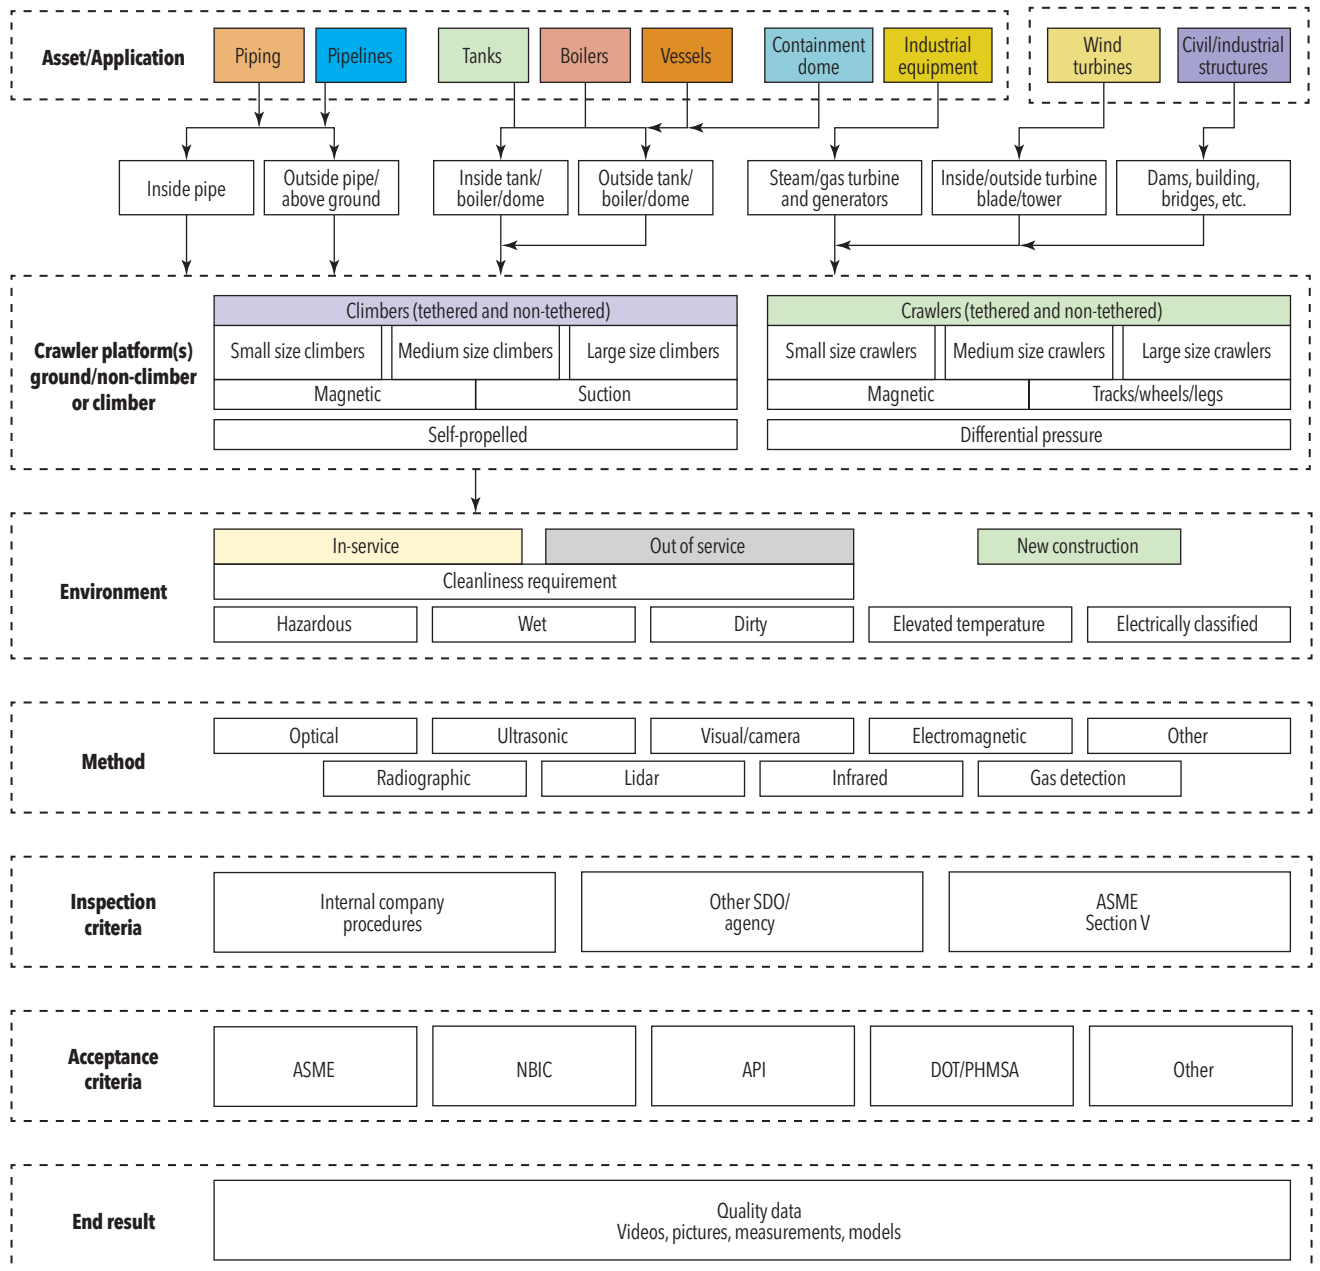 Asset/Application
Piping
Pipelines
Tanks
Boilers
Vessels
Containment
dome
Industrial
equipment
Wind
turbines
Civil/industrial
structures
Inside pipe
Outside pipe/
above ground
Inside tank/
boiler/dome
Outside tank/
boiler/dome
Steam/gas turbine
and generators
Inside/outside turbine
blade/tower
Dams, building,
bridges, etc.
Crawler platform(s)
ground/non-climber
or climber
Climbers (tethered and non-tethered)
Small size climbers
Medium size climbers
Large size climbers
Magnetic
Suction
Self-propelled
Crawlers (tethered and non-tethered)
Small size crawlers
Medium size crawlers
Large size crawlers
Magnetic
Tracks/wheels/legs
Differential pressure
Environment
In-service
Out of service
New construction
Cleanliness requirement
Hazardous
Wet
Dirty
Elevated temperature
Electrically classified
Method
Optical
Ultrasonic
Visual/camera
Electromagnetic
Other
Radiographic
Lidar
Infrared
Gas detection
Inspection
criteria
Internal company
procedures
Other SDO/
agency
ASME
Section V
Acceptance
criteria
ASME
NBIC
API
DOT/PHMSA
Other
End result
Quality data
Videos, pictures, measurements, models